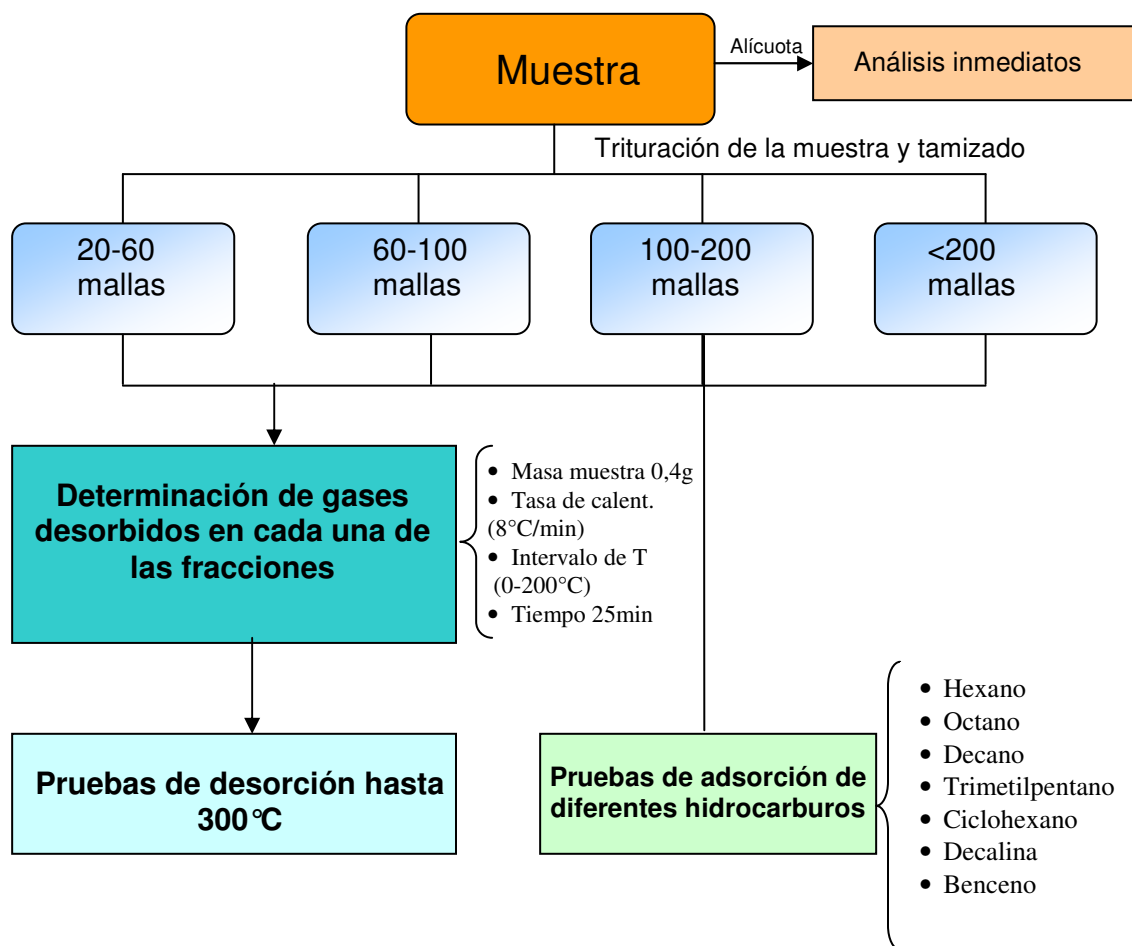 Muestra
Alícuota
Análisis inmediatos
Trituración de la muestra y tamizado
20-60
mallas
60-100
mallas
100-200
mallas
<200
mallas
Determinación de gases
desorbidos en cada una de
las fracciones
• Masa muestra 0,4g
• Tasa de calent.
(8°C/min)
• Intervalo de T
(0-200°C)
• Tiempo 25min
Pruebas de desorción hasta
300°C
Pruebas de adsorción de
diferentes hidrocarburos
• Hexano
• Octano
• Decano
• Trimetilpentano
• Ciclohexano
• Decalina
• Benceno